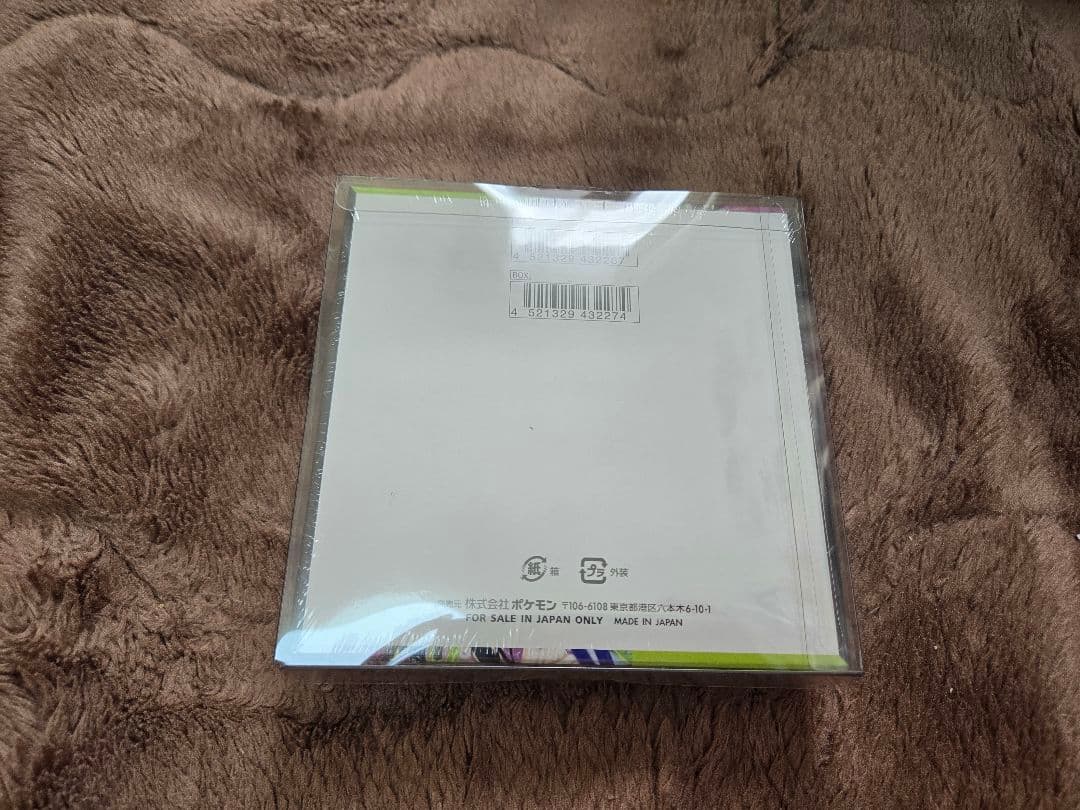 4 521329 432267
BOX
4 521329 432274
紙 箱 プラ 外装
株式会社 ポケモン 〒106-6108 東京都港区六本木6-10-1
FOR SALE IN JAPAN ONLY MADE IN JAPAN